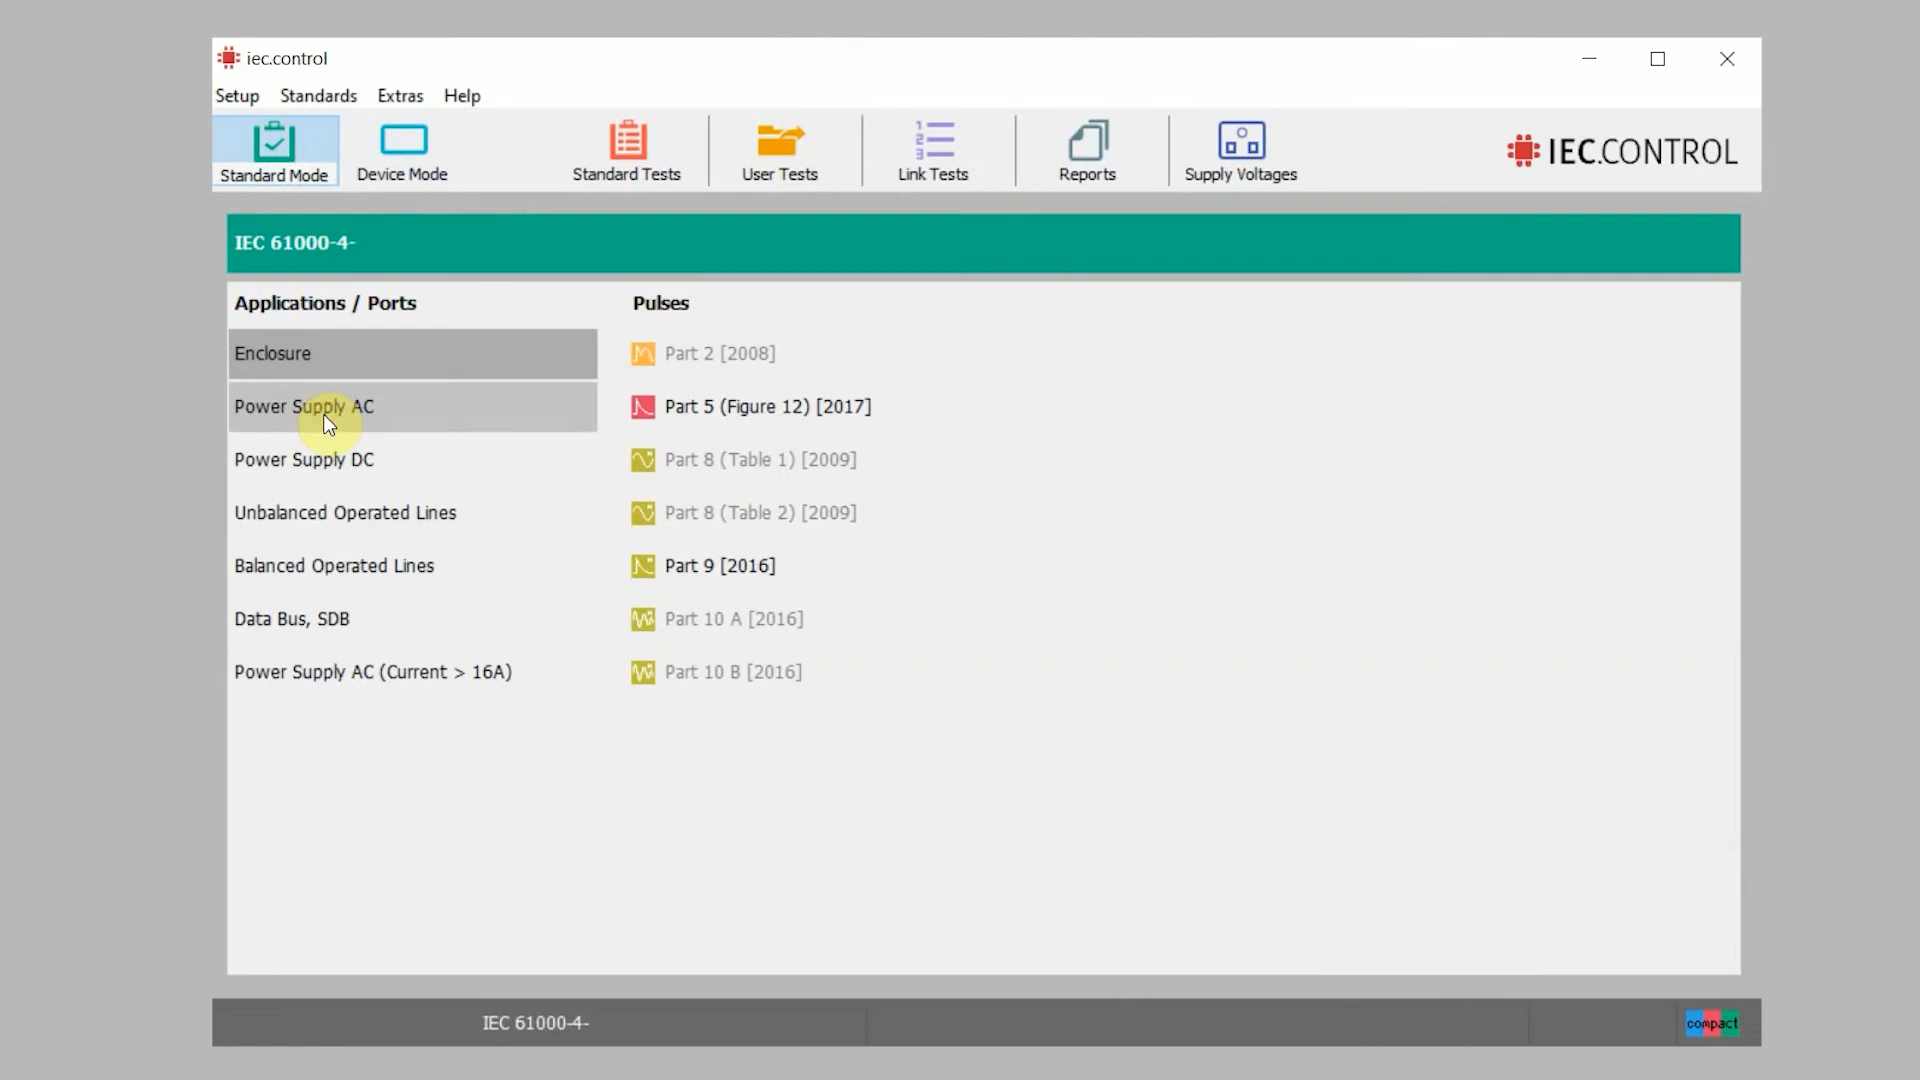 iec.control
Setup Standards Extras Help
Standard Mode Device Mode Standard Tests User Tests Link Tests Reports Supply Voltages IEC.CONTROL
IEC 61000-4-
Applications / Ports Pulses
Enclosure Part 2 [2008]
Power Supply AC Part 5 (Figure 12) [2017]
Power Supply DC Part 8 (Table 1) [2009]
Unbalanced Operated Lines Part 8 (Table 2) [2009]
Balanced Operated Lines Part 9 [2016]
Data Bus, SDB Part 10 A [2016]
Power Supply AC (Current > 16A) Part 10 B [2016]
IEC 61000-4- compact